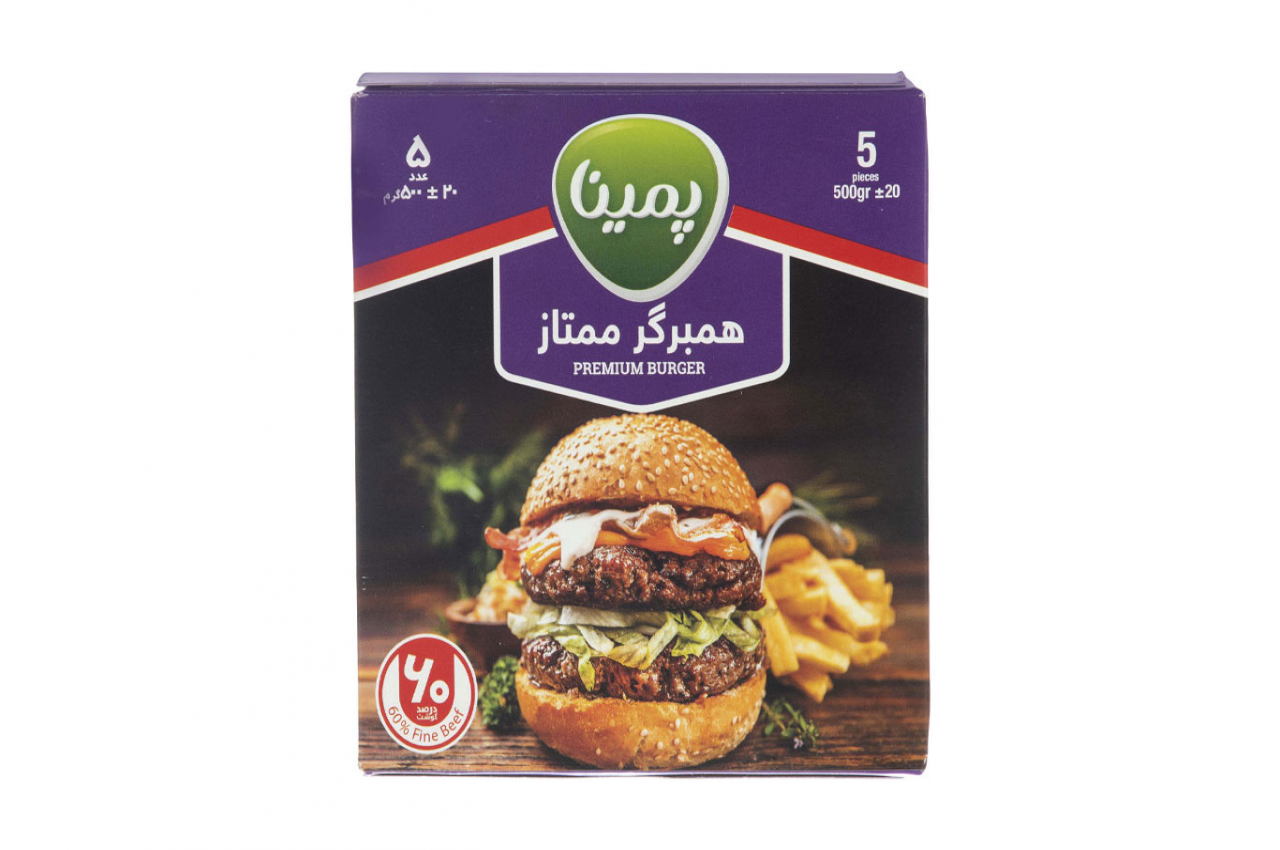 ۵
عدد
۵۰۰ ± ۲۰ گرم
پمینا
5
pieces
500gr ±20
همبرگر ممتاز
PREMIUM BURGER
۶۰
درصد
گوشت
60% Fine Beef